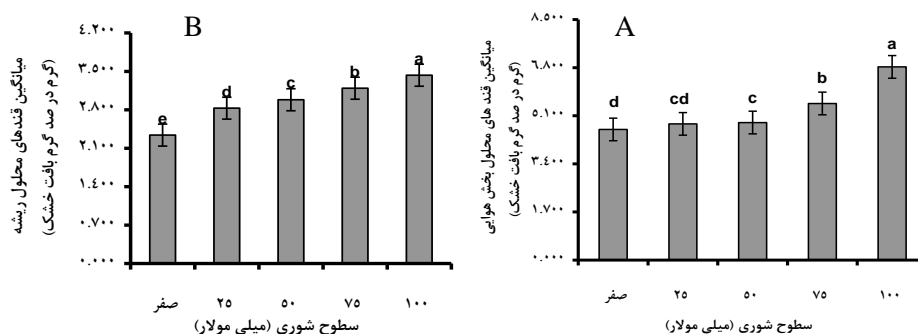 B
میانگین قندهای محلول ریشه
(گرم در صد گرم بافت خشک)
۴.۲۰۰
۳.۵۰۰
۲.۸۰۰
۲.۱۰۰
۱.۴۰۰
۰.۷۰۰
۰.۰۰۰
e
d
c
b
a
صفر
۲۵
۵۰
۷۵
۱۰۰
سطوح شوری (میلی مولار)
A
میانگین قند های محلول بخش هوایی
(گرم در صد گرم بافت خشک)
۸.۵۰۰
۶.۸۰۰
۵.۱۰۰
۳.۴۰۰
۱.۷۰۰
۰.۰۰۰
d
cd
c
b
a
صفر
۲۵
۵۰
۷۵
۱۰۰
سطوح شوری (میلی مولار)